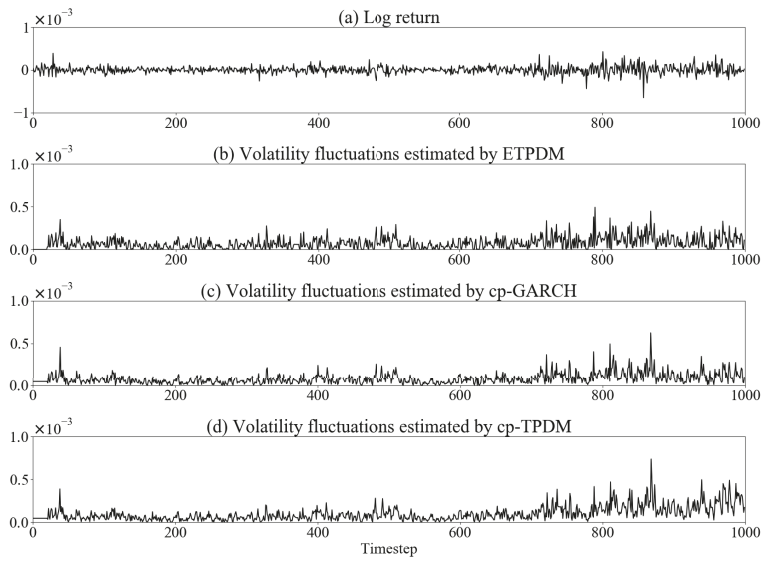 (a) Log return
×10⁻³
1
0
−1
0 200 400 600 800 1000
(b) Volatility fluctuations estimated by ETPDM
×10⁻³
1.0
0.5
0.0
0 200 400 600 800 1000
(c) Volatility fluctuations estimated by cp-GARCH
×10⁻³
1.0
0.5
0.0
0 200 400 600 800 1000
(d) Volatility fluctuations estimated by cp-TPDM
×10⁻³
1.0
0.5
0.0
0 200 400 600 800 1000
Timestep